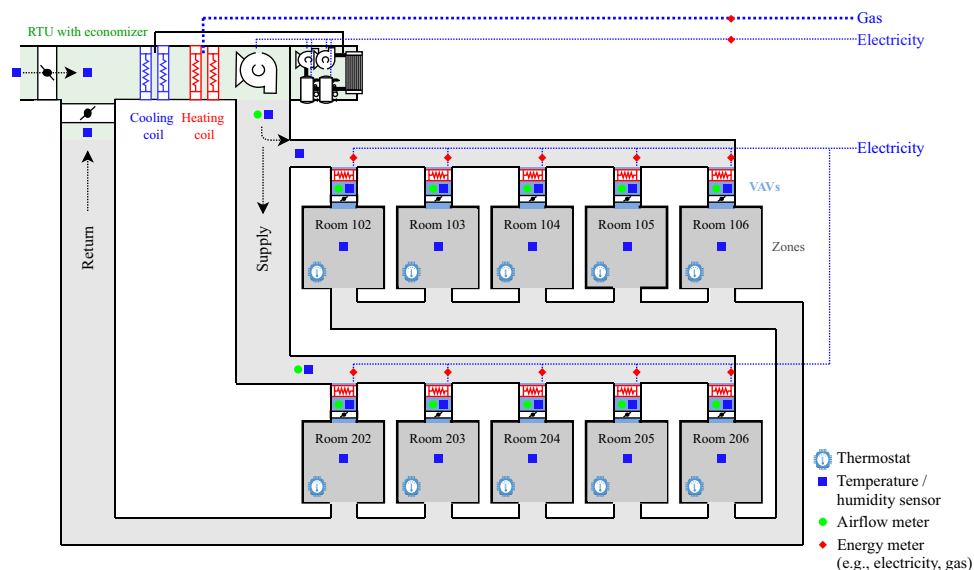 Gas
RTU with economizer
Electricity
Cooling
coil
Heating
coil
Electricity
VAVs
Return
Supply
Room 102
Room 103
Room 104
Room 105
Room 106
Zones
Room 202
Room 203
Room 204
Room 205
Room 206
Thermostat
Temperature /
humidity sensor
Airflow meter
Energy meter
(e.g., electricity, gas)